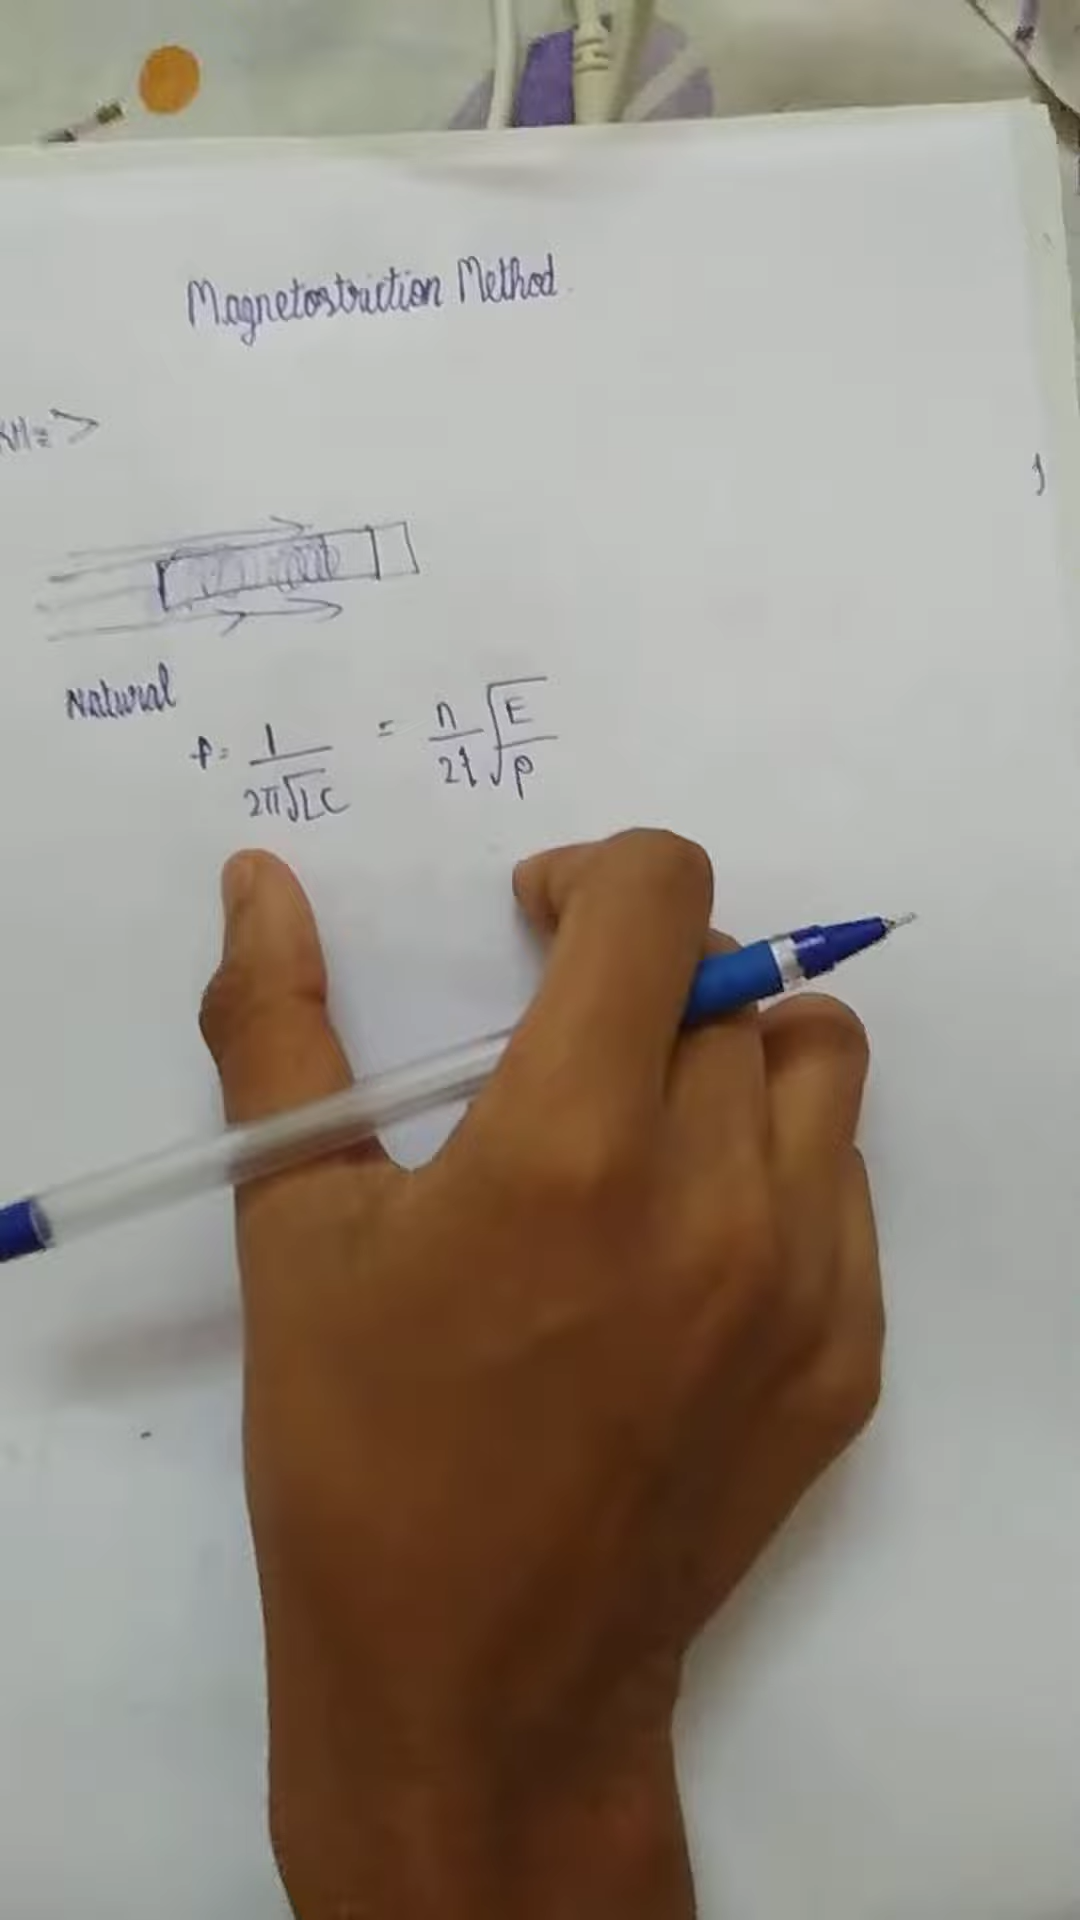 Magnetostriction Method
Natural
f = 1/2π√LC = n/2l √E/ρ